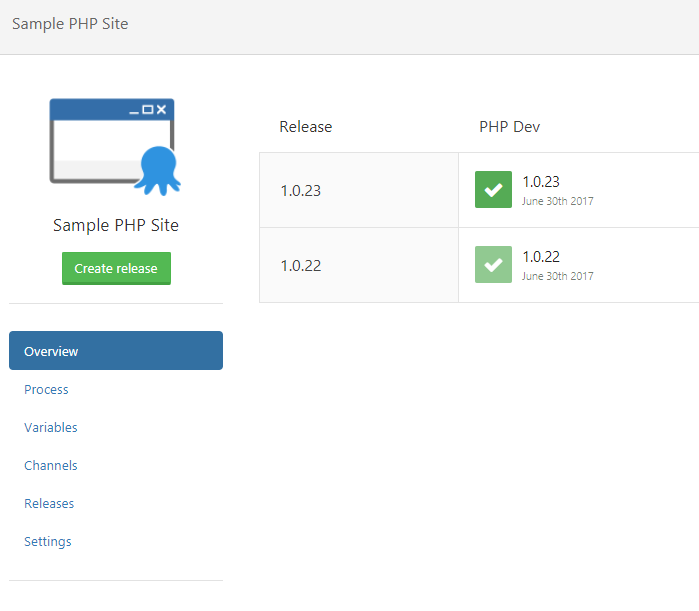 Sample PHP Site
Sample PHP Site
Create release
Overview
Process
Variables
Channels
Releases
Settings
Release PHP Dev
1.0.23 1.0.23
June 30th 2017
1.0.22 1.0.22
June 30th 2017